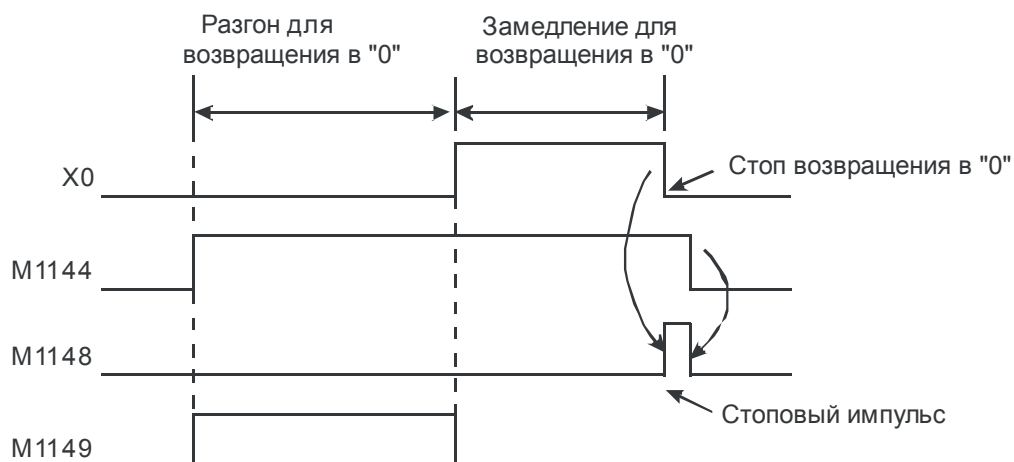 Разгон для
возвращения в "0"
Замедление для
возвращения в "0"
X0
Стоп возвращения в "0"
M1144
M1148
Стоповый импульс
M1149